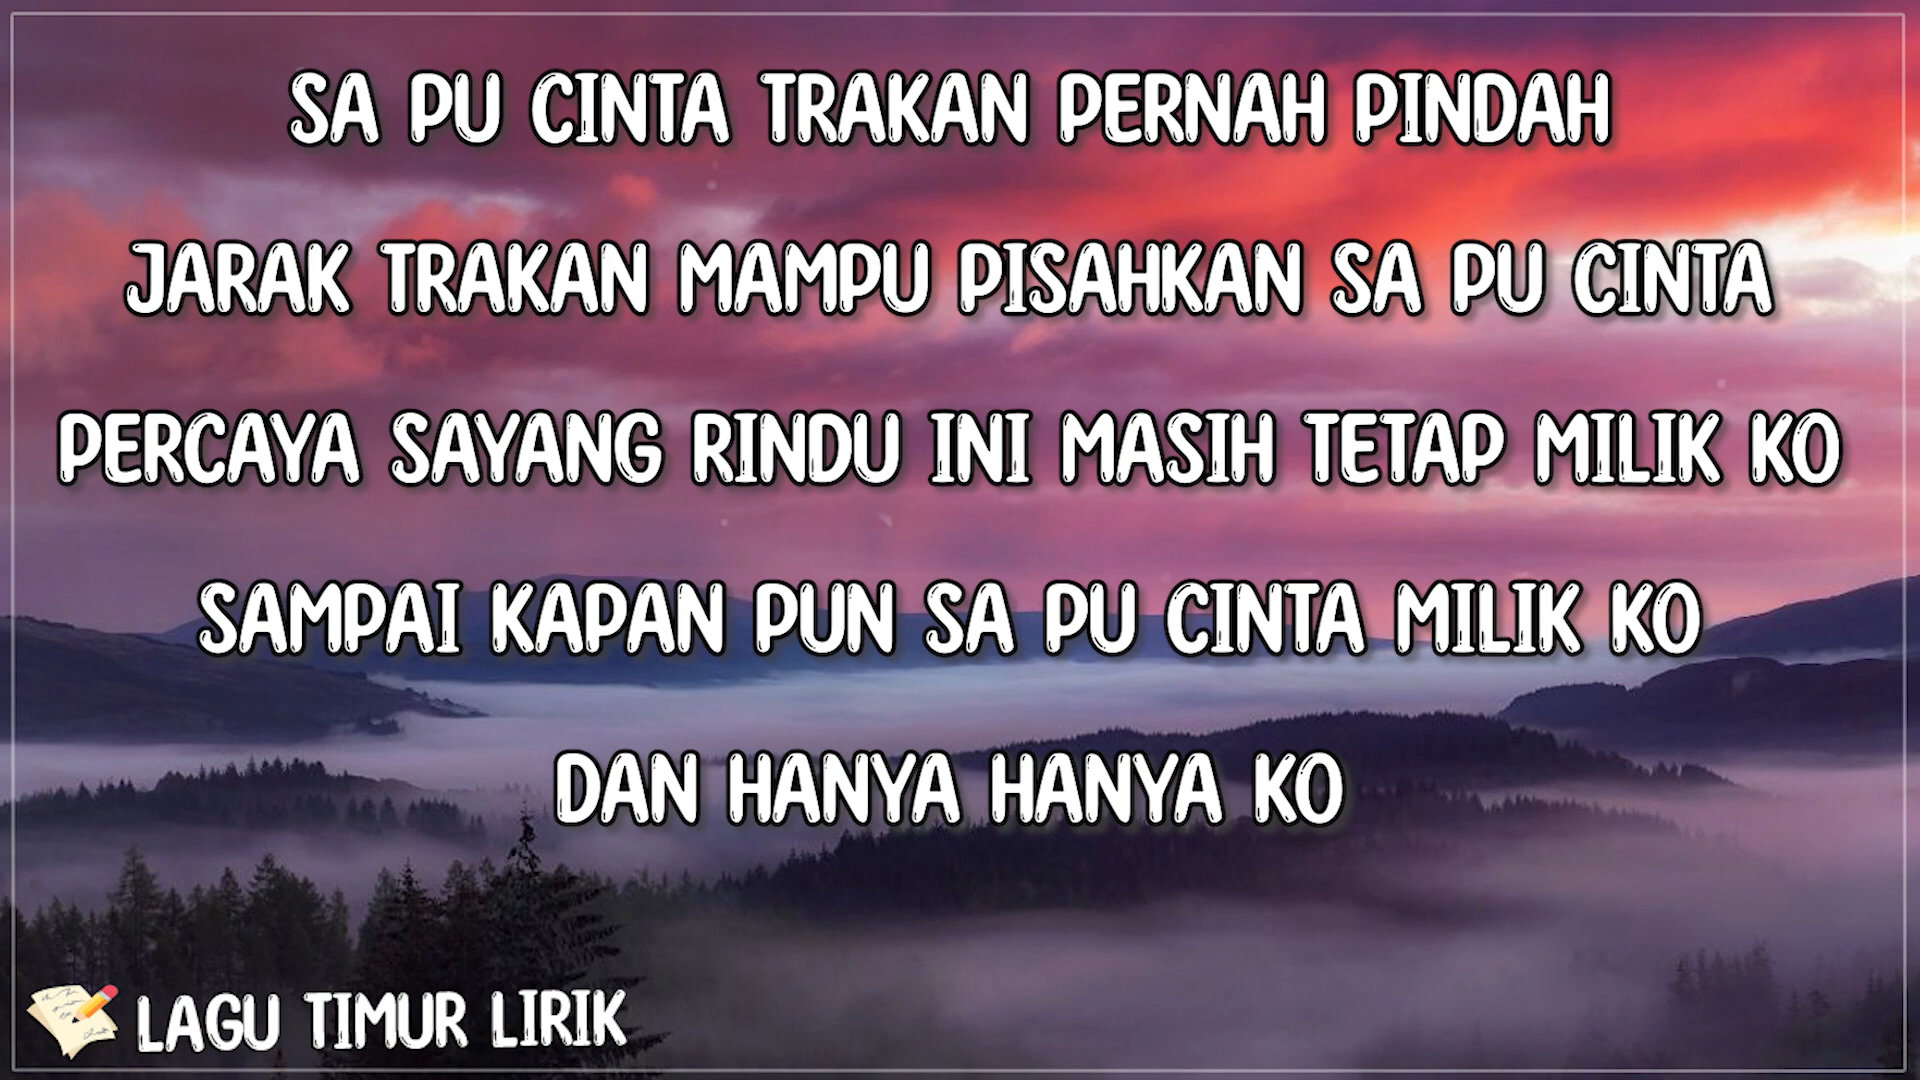 SA PU CINTA TRAKAN PERNAH PINDAH
JARAK TRAKAN MAMPU PISAHKAN SA PU CINTA
PERCAYA SAYANG RINDU INI MASIH TETAP MILIK KO
SAMPAI KAPAN PUN SA PU CINTA MILIK KO
DAN HANYA HANYA KO
LAGU TIMUR LIRIK